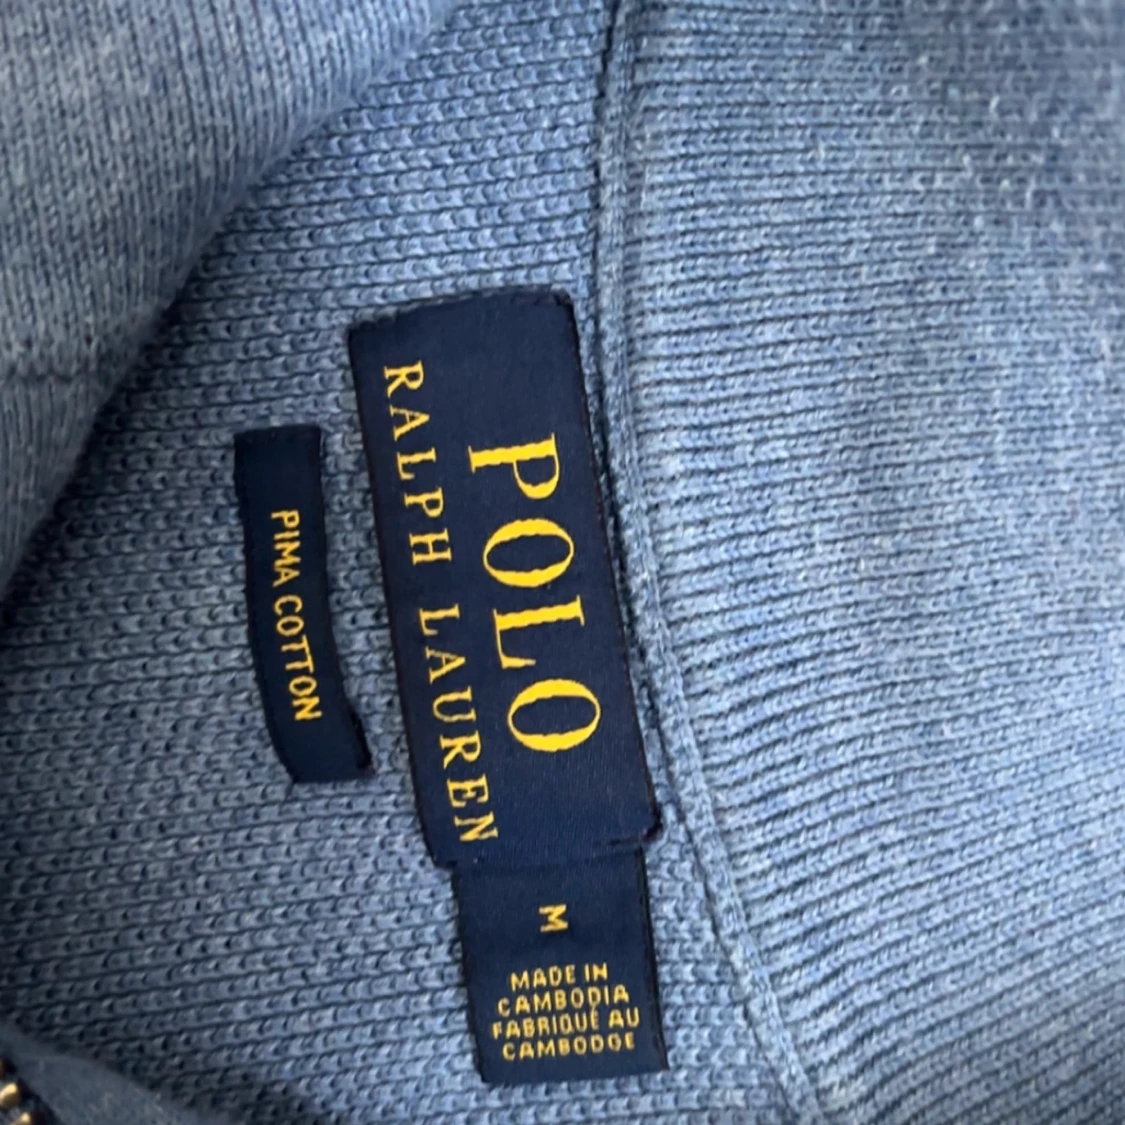 POLO
RALPH LAUREN
PIMA COTTON
M
MADE IN
CAMBODIA
FABRIQUÉ AU
CAMBODGE